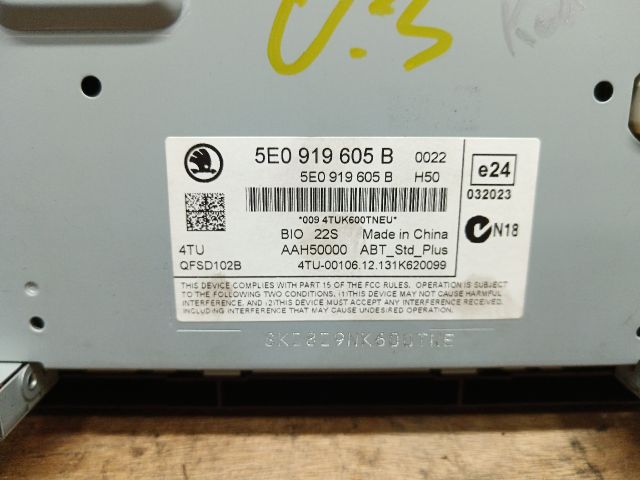 0.5
5E0 919 605 B 0022
5E0 919 605 B H50
*009 4TUK600TNEU*
BIO 22S Made in China
4TU AAH50000 ABT_Std_Plus
QFSD102B 4TU-00106.12.131K620099
e24
032023
N18
THIS DEVICE COMPLIES WITH PART 15 OF THE FCC RULES. OPERATION IS SUBJECT TO THE
FOLLOWING TWO CONDITIONS. (1)THIS DEVICE MAY NOT CAUSE HARMFUL
INTERFERENCE. AND (2)THIS DEVICE MUST ACCEPT ANY INTERFERENCE RECEIVED.
INCLUDING INTERFERENCE THAT MAY CAUSE UNDESIRED OPERATION.